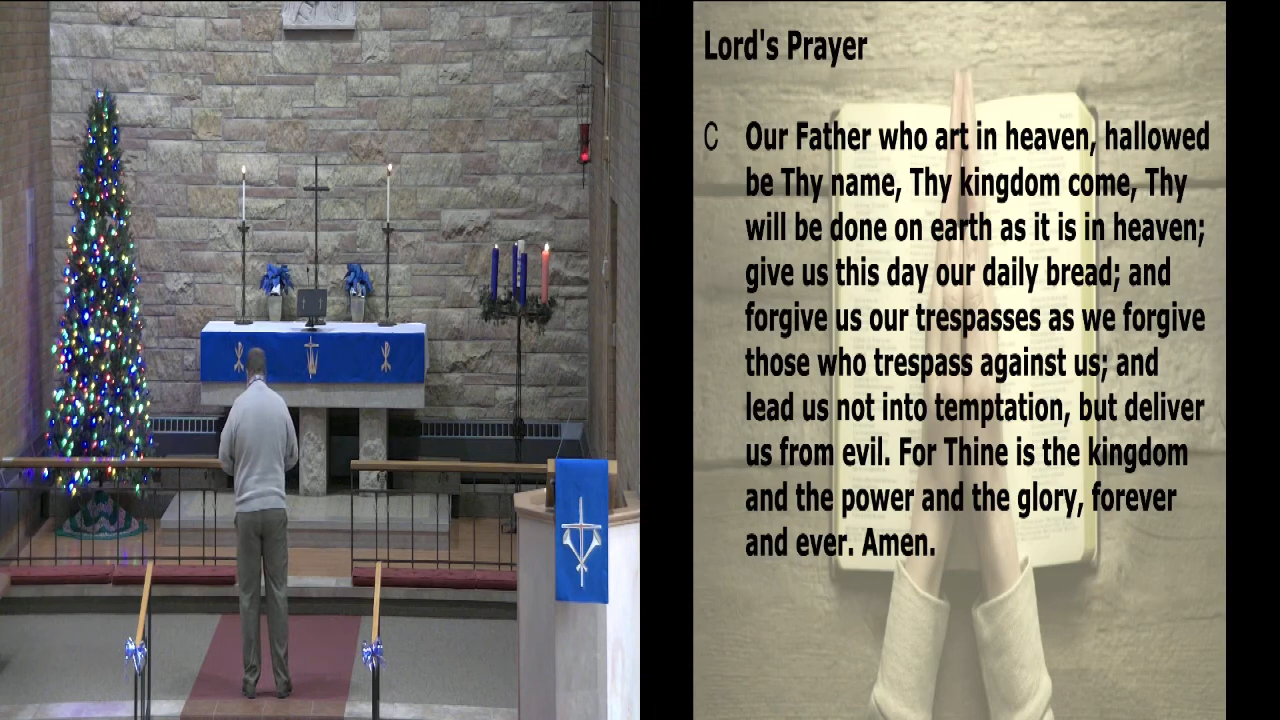 Lord's Prayer
C Our Father who art in heaven, hallowed
be Thy name, Thy kingdom come, Thy
will be done on earth as it is in heaven;
give us this day our daily bread; and
forgive us our trespasses as we forgive
those who trespass against us; and
lead us not into temptation, but deliver
us from evil. For Thine is the kingdom
and the power and the glory, forever
and ever. Amen.